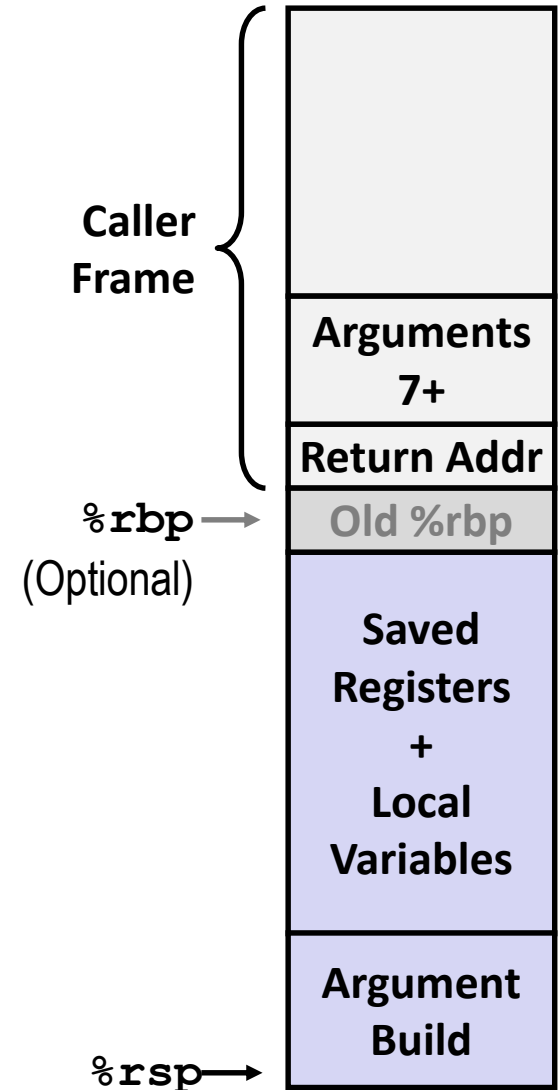 Caller
Frame
Arguments
7+
Return Addr
%rbp
(Optional)
Old %rbp
Saved
Registers
+
Local
Variables
Argument
Build
%rsp